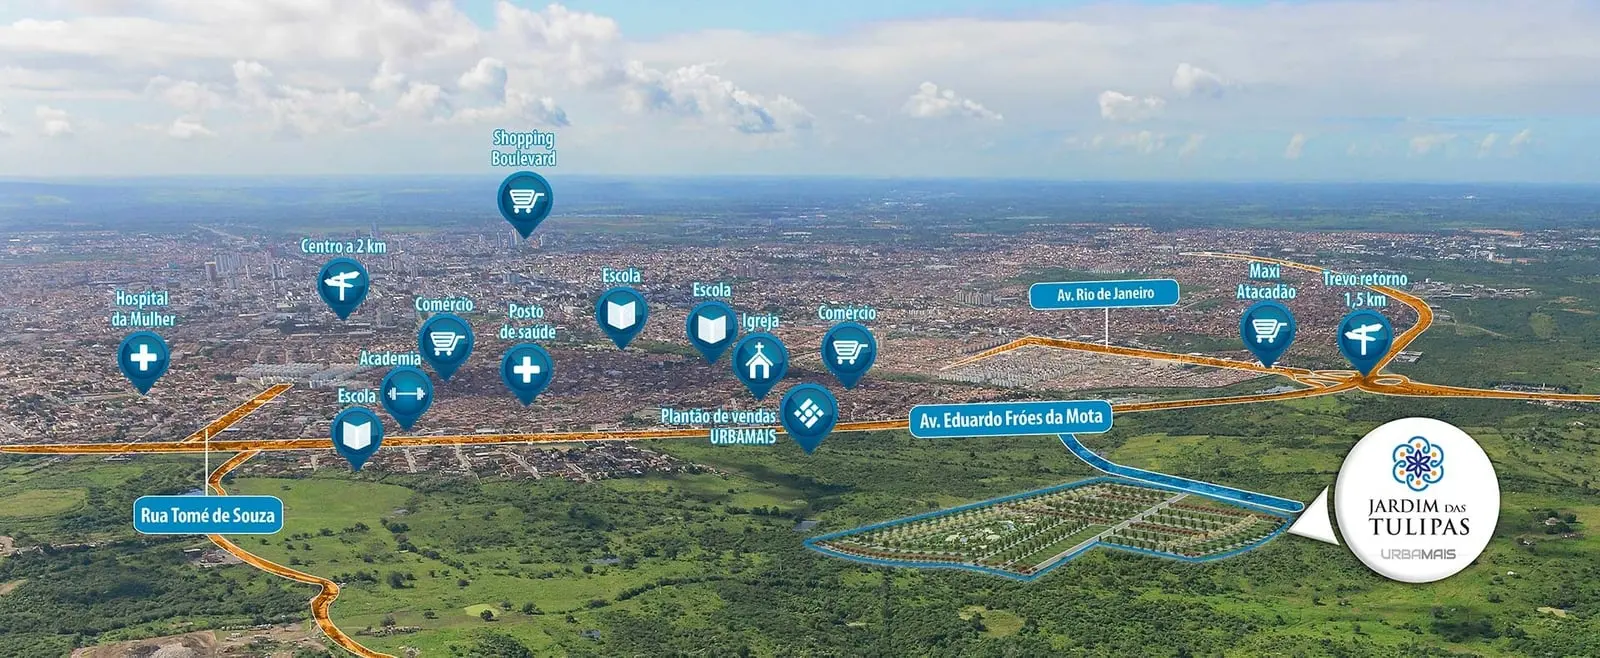 Shopping
Boulevard
Centro a 2 km
Hospital
da Mulher
Comércio
Posto
de saúde
Escola
Escola
Igreja
Comércio
Academia
Escola
Plantão de vendas
URBAMAIS
Av. Rio de Janeiro
Maxi
Atacadão
Trevo retorno
1,5 km
Av. Eduardo Fróes da Mota
Rua Tomé de Souza
JARDIM DAS
TULIPAS
URBAMAIS